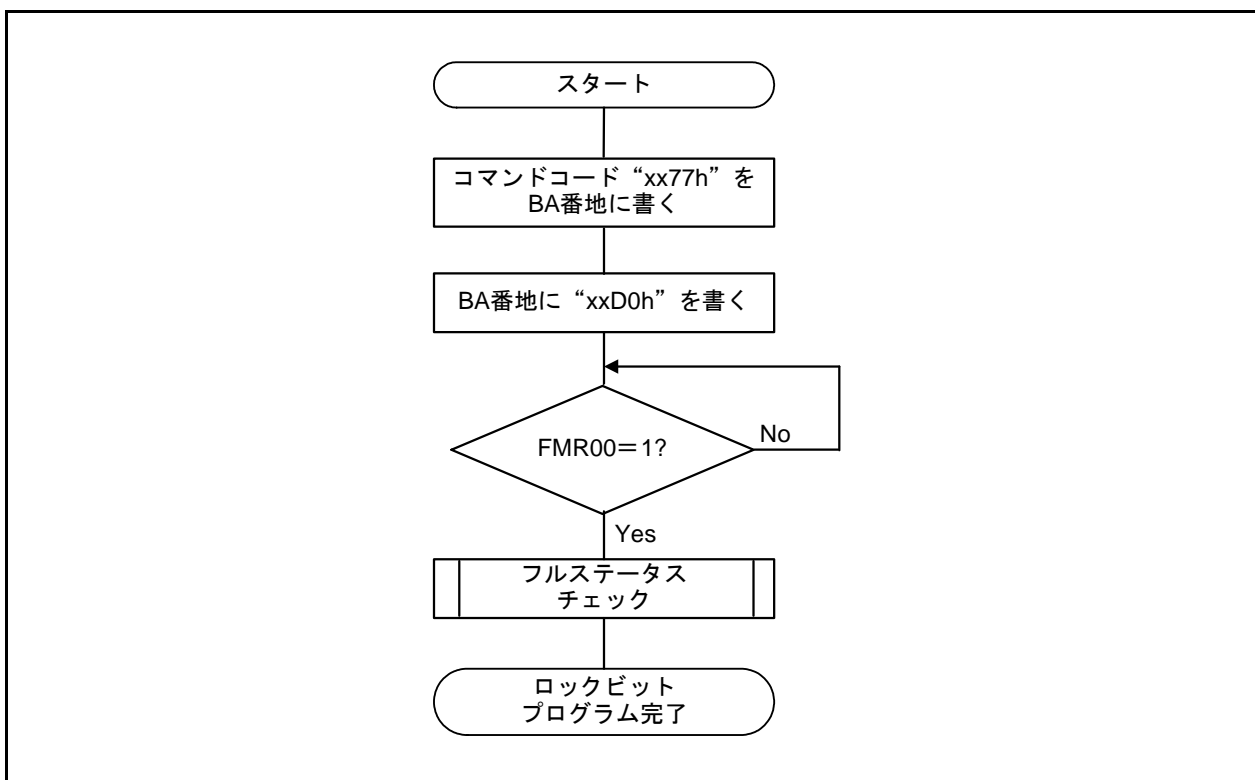 スタート
コマンドコード“xx77h”を
BA番地に書く
BA番地に“xxD0h”を書く
FMR00＝1?
No
Yes
フルステータス
チェック
ロックビット
プログラム完了